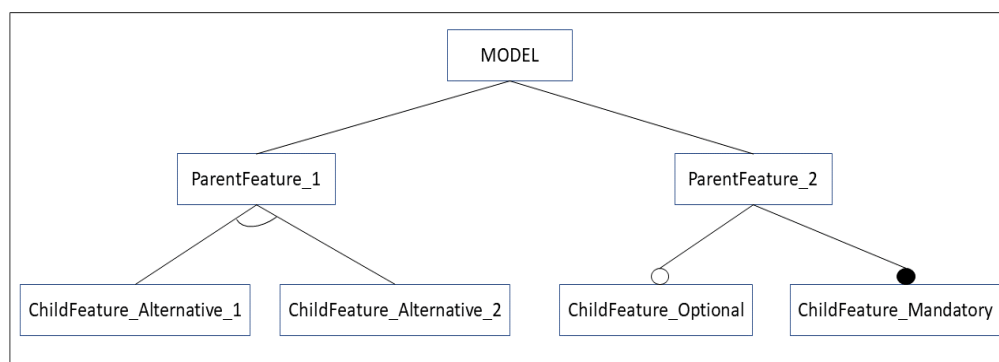 MODEL
ParentFeature_1
ParentFeature_2
ChildFeature_Alternative_1
ChildFeature_Alternative_2
ChildFeature_Optional
ChildFeature_Mandatory